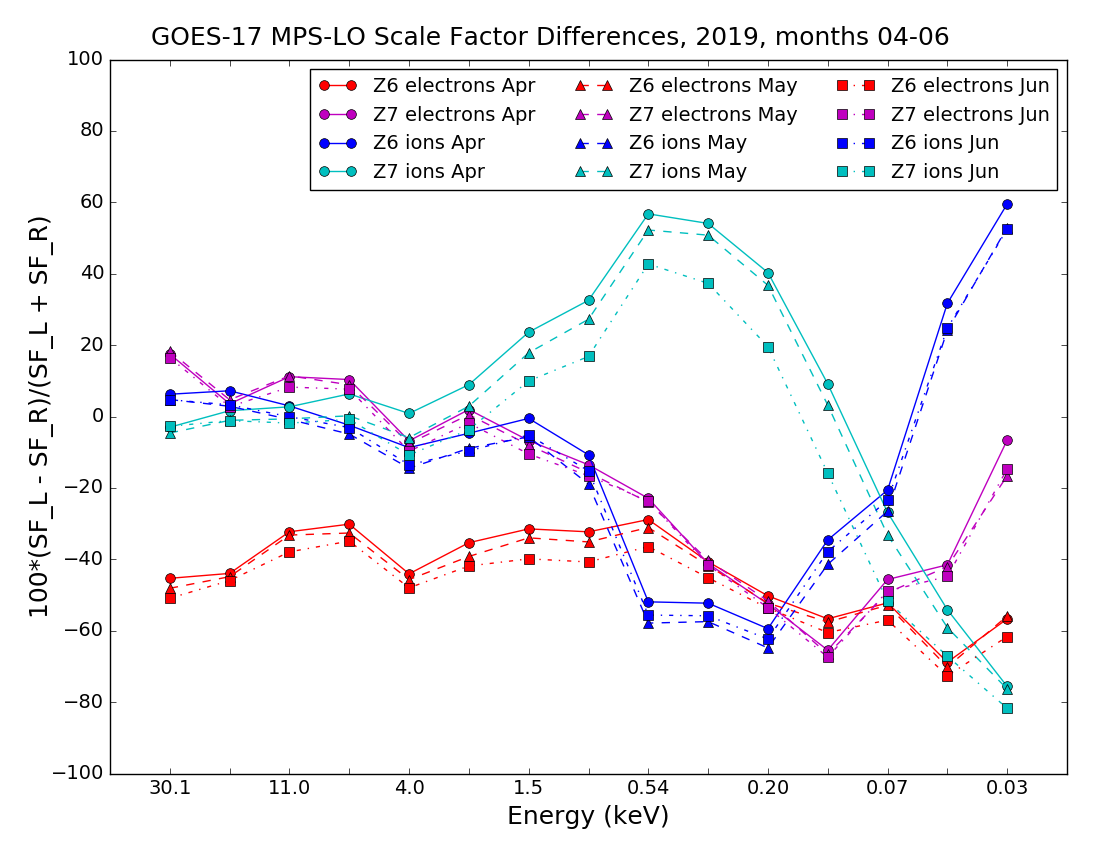 GOES-17 MPS-LO Scale Factor Differences, 2019, months 04-06
100*(SF_L - SF_R)/(SF_L + SF_R)
100
80
60
40
20
0
−20
−40
−60
−80
−100
Z6 electrons Apr
Z7 electrons Apr
Z6 ions Apr
Z7 ions Apr
Z6 electrons May
Z7 electrons May
Z6 ions May
Z7 ions May
Z6 electrons Jun
Z7 electrons Jun
Z6 ions Jun
Z7 ions Jun
30.1 11.0 4.0 1.5 0.54 0.20 0.07 0.03
Energy (keV)